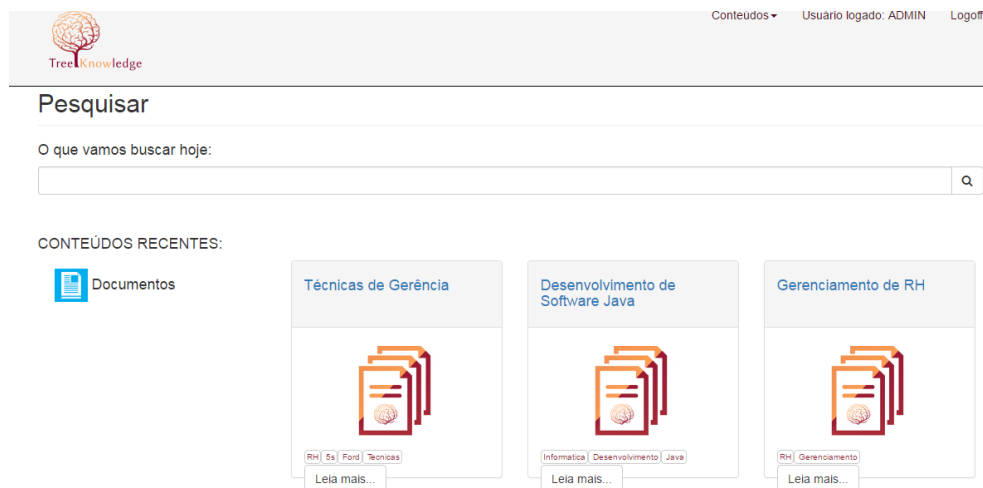 Conteúdos Usuário logado: ADMIN Logoff
Tree Knowledge
Pesquisar
O que vamos buscar hoje:
CONTEÚDOS RECENTES:
Documentos
Técnicas de Gerência
RH 5s Ford Tecnicas
Leia mais...
Desenvolvimento de
Software Java
Informatica Desenvolvimento Java
Leia mais...
Gerenciamento de RH
RH Gerenciamento
Leia mais...